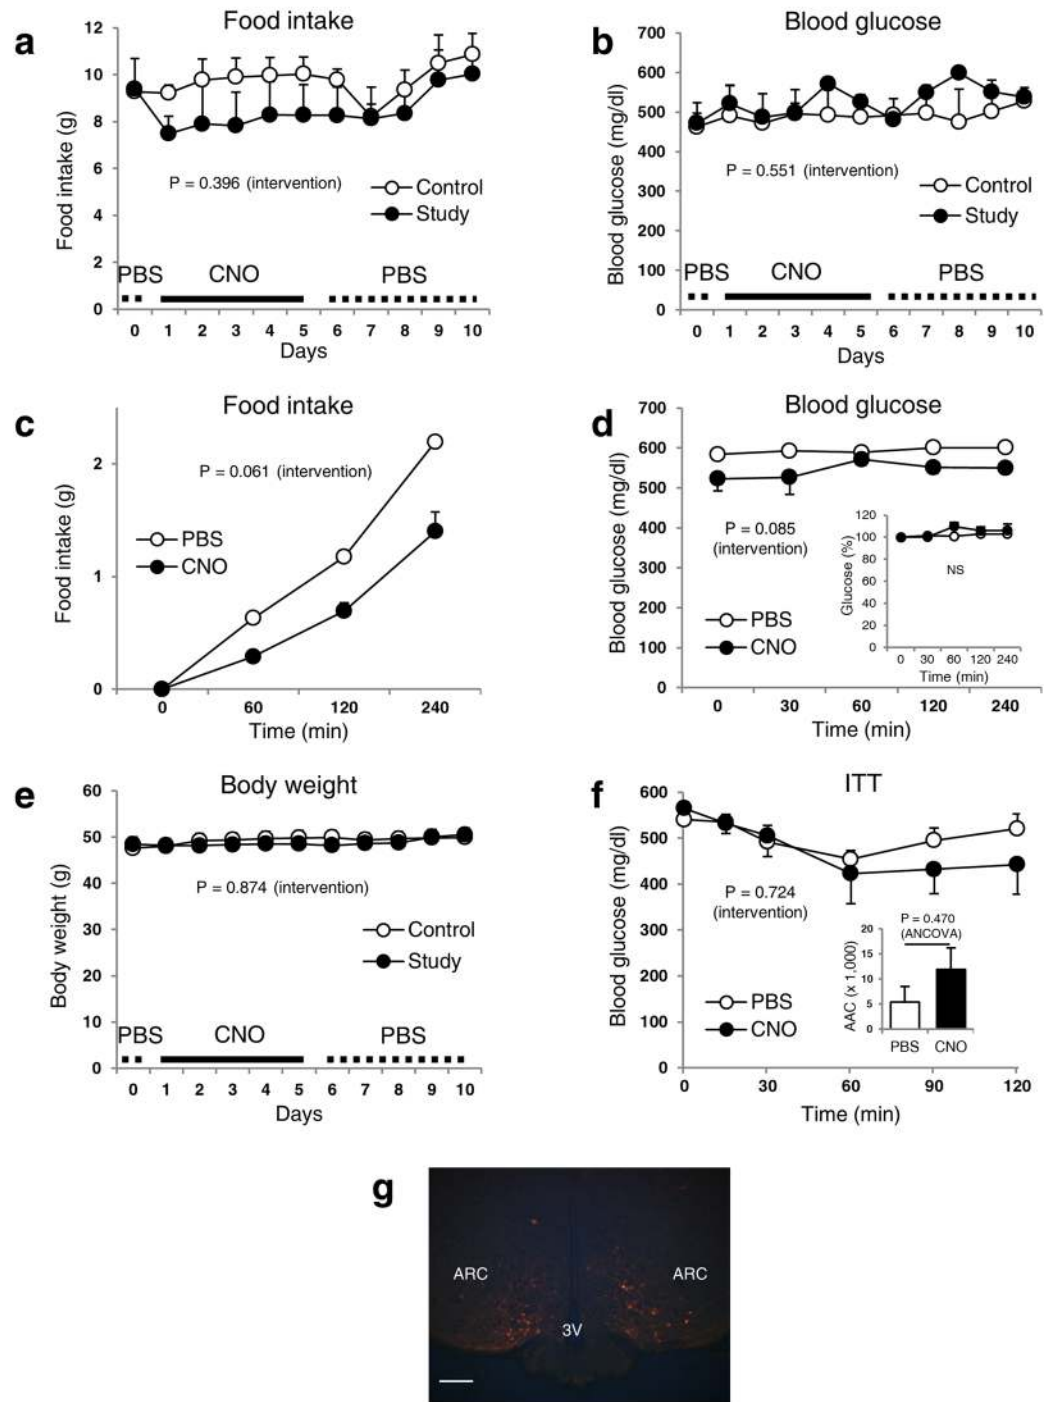 a
Food intake
12
10
8
6
4
2
0
Food intake (g)
P = 0.396 (intervention)
Control
Study
PBS CNO PBS
0 1 2 3 4 5 6 7 8 9 10
Days
b
Blood glucose
700
600
500
400
300
200
100
0
Blood glucose (mg/dl)
P = 0.551 (intervention)
Control
Study
PBS CNO PBS
0 1 2 3 4 5 6 7 8 9 10
Days
c
Food intake
2
1
0
Food intake (g)
P = 0.061 (intervention)
PBS
CNO
0 60 120 240
Time (min)
d
Blood glucose
700
600
500
400
300
200
100
0
Blood glucose (mg/dl)
P = 0.085
(intervention)
PBS
CNO
120
100
80
60
40
20
0
Glucose (%)
NS
0 30 60 120 240
Time (min)
0 30 60 120 240
Time (min)
e
Body weight
60
50
40
30
20
10
0
Body weight (g)
P = 0.874 (intervention)
Control
Study
PBS CNO PBS
0 1 2 3 4 5 6 7 8 9 10
Days
f
ITT
600
500
400
300
200
100
0
Blood glucose (mg/dl)
P = 0.724
(intervention)
PBS
CNO
P = 0.470
(ANCOVA)
20
15
10
5
0
AAC (x 1,000)
PBS CNO
0 30 60 90 120
Time (min)
g
ARC ARC
3V